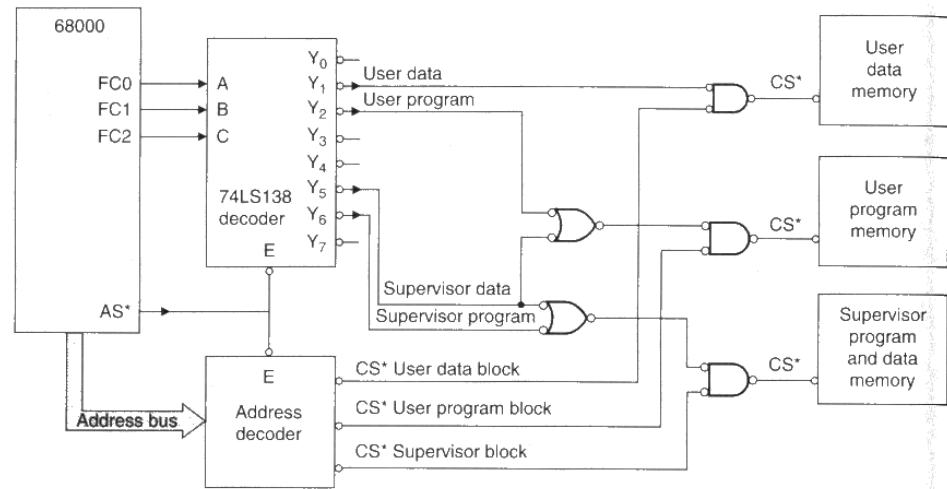 68000
FC0
FC1
FC2
AS*
Address bus
A
B
C
74LS138
decoder
E
Y0
Y1
Y2
Y3
Y4
Y5
Y6
Y7
User data
User program
Supervisor data
Supervisor program
E
Address
decoder
CS* User data block
CS* User program block
CS* Supervisor block
CS*
User
data
memory
CS*
User
program
memory
CS*
Supervisor
program
and data
memory